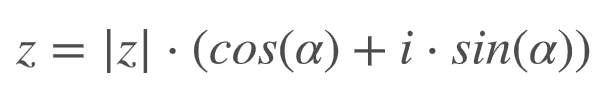 z = |z| · (cos(α) + i · sin(α))